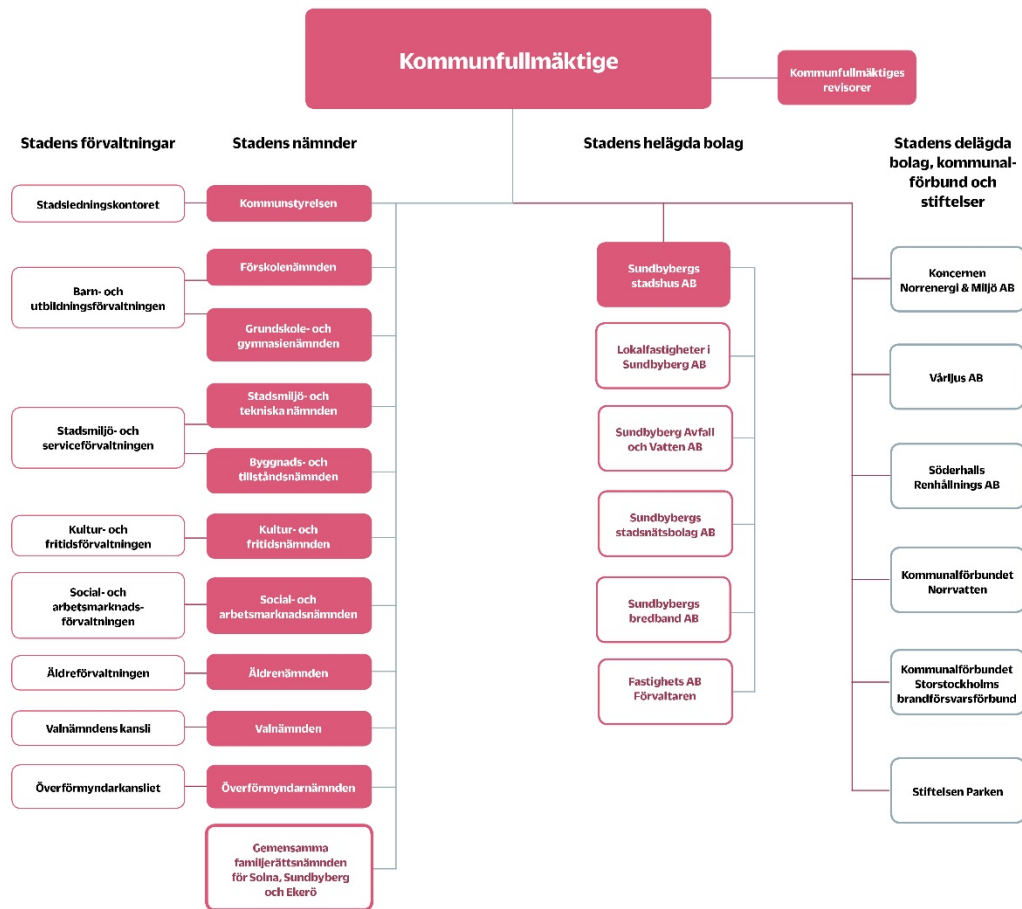 Kommunfullmäktige
Kommunfullmäktiges
revisorer
Stadens förvaltningar
Stadens nämnder
Stadens helägda bolag
Stadens delägda
bolag, kommunal-
förbund och
stiftelser
Stadsledningskontoret
Barn- och
utbildningsförvaltningen
Stadsmiljö- och
serviceförvaltningen
Kultur- och
fritidsförvaltningen
Social- och
arbetsmarknads-
förvaltningen
Äldreförvaltningen
Valnämndens kansli
Överförmyndarkansliet
Kommunstyrelsen
Förskolenämnden
Grundskole- och
gymnasienämnden
Stadsmiljö- och
tekniska nämnden
Byggnads- och
tillståndsnämnden
Kultur- och
fritidsnämnden
Social- och
arbetsmarknadsnämnden
Äldrenämnden
Valnämnden
Överförmyndarnämnden
Gemensamma
familjerättsnämnden
för Solna, Sundbyberg
och Ekerö
Sundbybergs
stadshus AB
Lokalfastigheter i
Sundbyberg AB
Sundbyberg Avfall
och Vatten AB
Sundbybergs
stadsnätsbolag AB
Sundbybergs
bredband AB
Fastighets AB
Förvaltaren
Koncernen
Norrenergi & Miljö AB
Vårljus AB
Söderhalls
Renhållnings AB
Kommunalförbundet
Norrvatten
Kommunalförbundet
Storstockholms
brandförsvarsförbund
Stiftelsen Parken